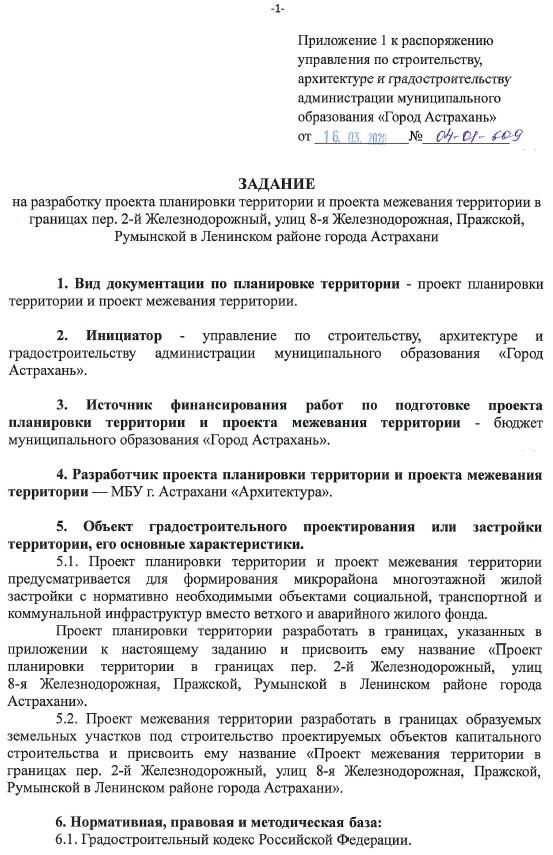 -1-
Приложение 1 к распоряжению
управления по строительству,
архитектуре и градостроительству
администрации муниципального
образования «Город Астрахань»
от 16. 03. 2020 № 04-01-609
ЗАДАНИЕ
на разработку проекта планировки территории и проекта межевания территории в
границах пер. 2-й Железнодорожный, улиц 8-я Железнодорожная, Пражской,
Румынской в Ленинском районе города Астрахани
1. Вид документации по планировке территории - проект планировки
территории и проект межевания территории.
2. Инициатор - управление по строительству, архитектуре и
градостроительству администрации муниципального образования «Город
Астрахань».
3. Источник финансирования работ по подготовке проекта
планировки территории и проекта межевания территории - бюджет
муниципального образования «Город Астрахань».
4. Разработчик проекта планировки территории и проекта межевания
территории — МБУ г. Астрахани «Архитектура».
5. Объект градостроительного проектирования или застройки
территории, его основные характеристики.
5.1. Проект планировки территории и проект межевания территории
предусматривается для формирования микрорайона многоэтажной жилой
застройки с нормативно необходимыми объектами социальной, транспортной и
коммунальной инфраструктур вместо ветхого и аварийного жилого фонда.
Проект планировки территории разработать в границах, указанных в
приложении к настоящему заданию и присвоить ему название «Проект
планировки территории в границах пер. 2-й Железнодорожный, улиц
8-я Железнодорожная, Пражской, Румынской в Ленинском районе города
Астрахани».
5.2. Проект межевания территории разработать в границах образуемых
земельных участков под строительство проектируемых объектов капитального
строительства и присвоить ему название «Проект межевания территории в
границах пер. 2-й Железнодорожный, улиц 8-я Железнодорожная, Пражской,
Румынской в Ленинском районе города Астрахани».
6. Нормативная, правовая и методическая база:
6.1. Градостроительный кодекс Российской Федерации.